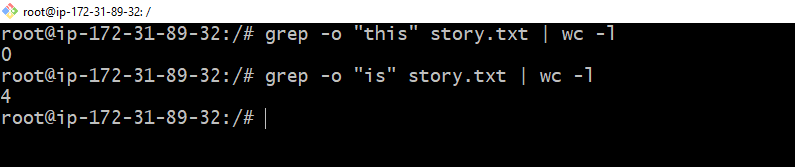 root@ip-172-31-89-32: /
root@ip-172-31-89-32:/# grep -o "this" story.txt | wc -l
0
root@ip-172-31-89-32:/# grep -o "is" story.txt | wc -l
4
root@ip-172-31-89-32:/#